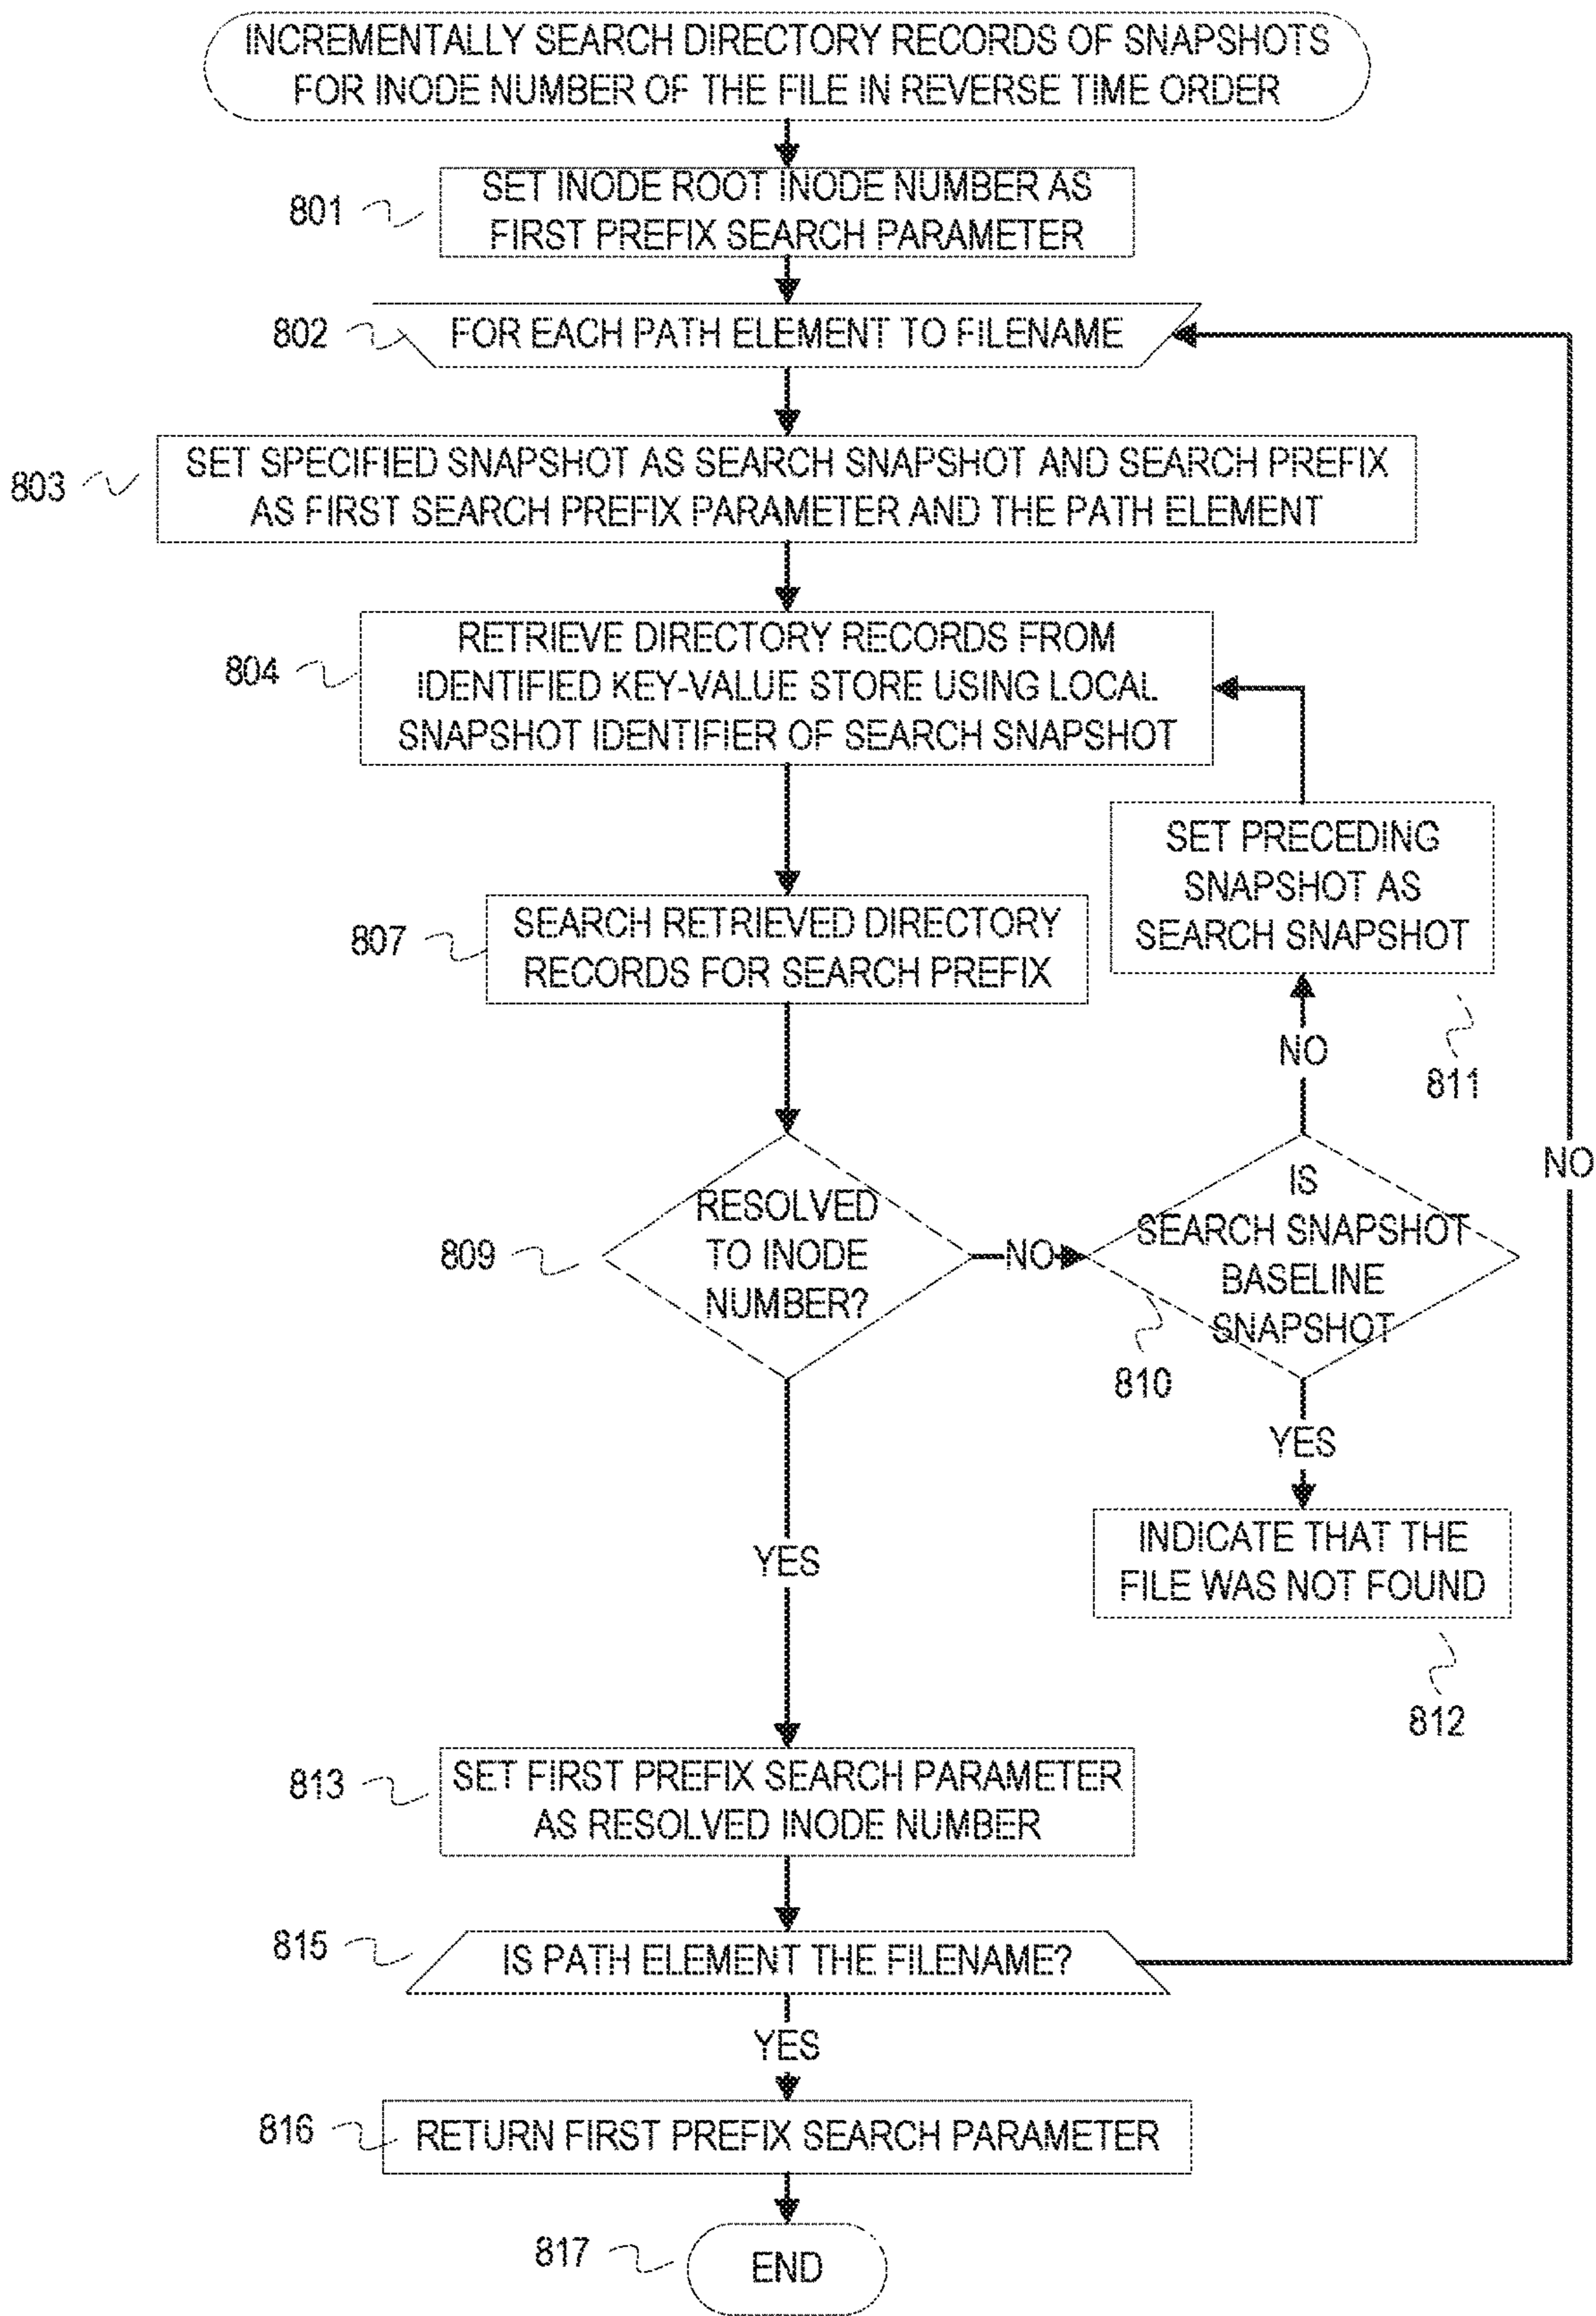 INCREMENTALLY SEARCH DIRECTORY RECORDS OF SNAPSHOTS
FOR INODE NUMBER OF THE FILE IN REVERSE TIME ORDER
801
SET INODE ROOT INODE NUMBER AS
FIRST PREFIX SEARCH PARAMETER
802
FOR EACH PATH ELEMENT TO FILENAME
803
SET SPECIFIED SNAPSHOT AS SEARCH SNAPSHOT AND SEARCH PREFIX
AS FIRST SEARCH PREFIX PARAMETER AND THE PATH ELEMENT
804
RETRIEVE DIRECTORY RECORDS FROM
IDENTIFIED KEY-VALUE STORE USING LOCAL
SNAPSHOT IDENTIFIER OF SEARCH SNAPSHOT
SET PRECEDING
SNAPSHOT AS
SEARCH SNAPSHOT
811
807
SEARCH RETRIEVED DIRECTORY
RECORDS FOR SEARCH PREFIX
NO
NO
809
RESOLVED
TO INODE
NUMBER?
NO
IS
SEARCH SNAPSHOT
BASELINE
SNAPSHOT
810
YES
YES
INDICATE THAT THE
FILE WAS NOT FOUND
812
813
SET FIRST PREFIX SEARCH PARAMETER
AS RESOLVED INODE NUMBER
815
IS PATH ELEMENT THE FILENAME?
YES
816
RETURN FIRST PREFIX SEARCH PARAMETER
817
END